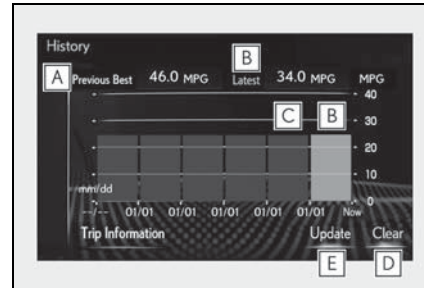 History
B
A Previous Best 46.0 MPG Latest 34.0 MPG MPG
40
C B
30
20
10
mm/dd
0
--/-- 01/01 01/01 01/01 01/01 01/01 Now
Trip Information Update Clear
E D